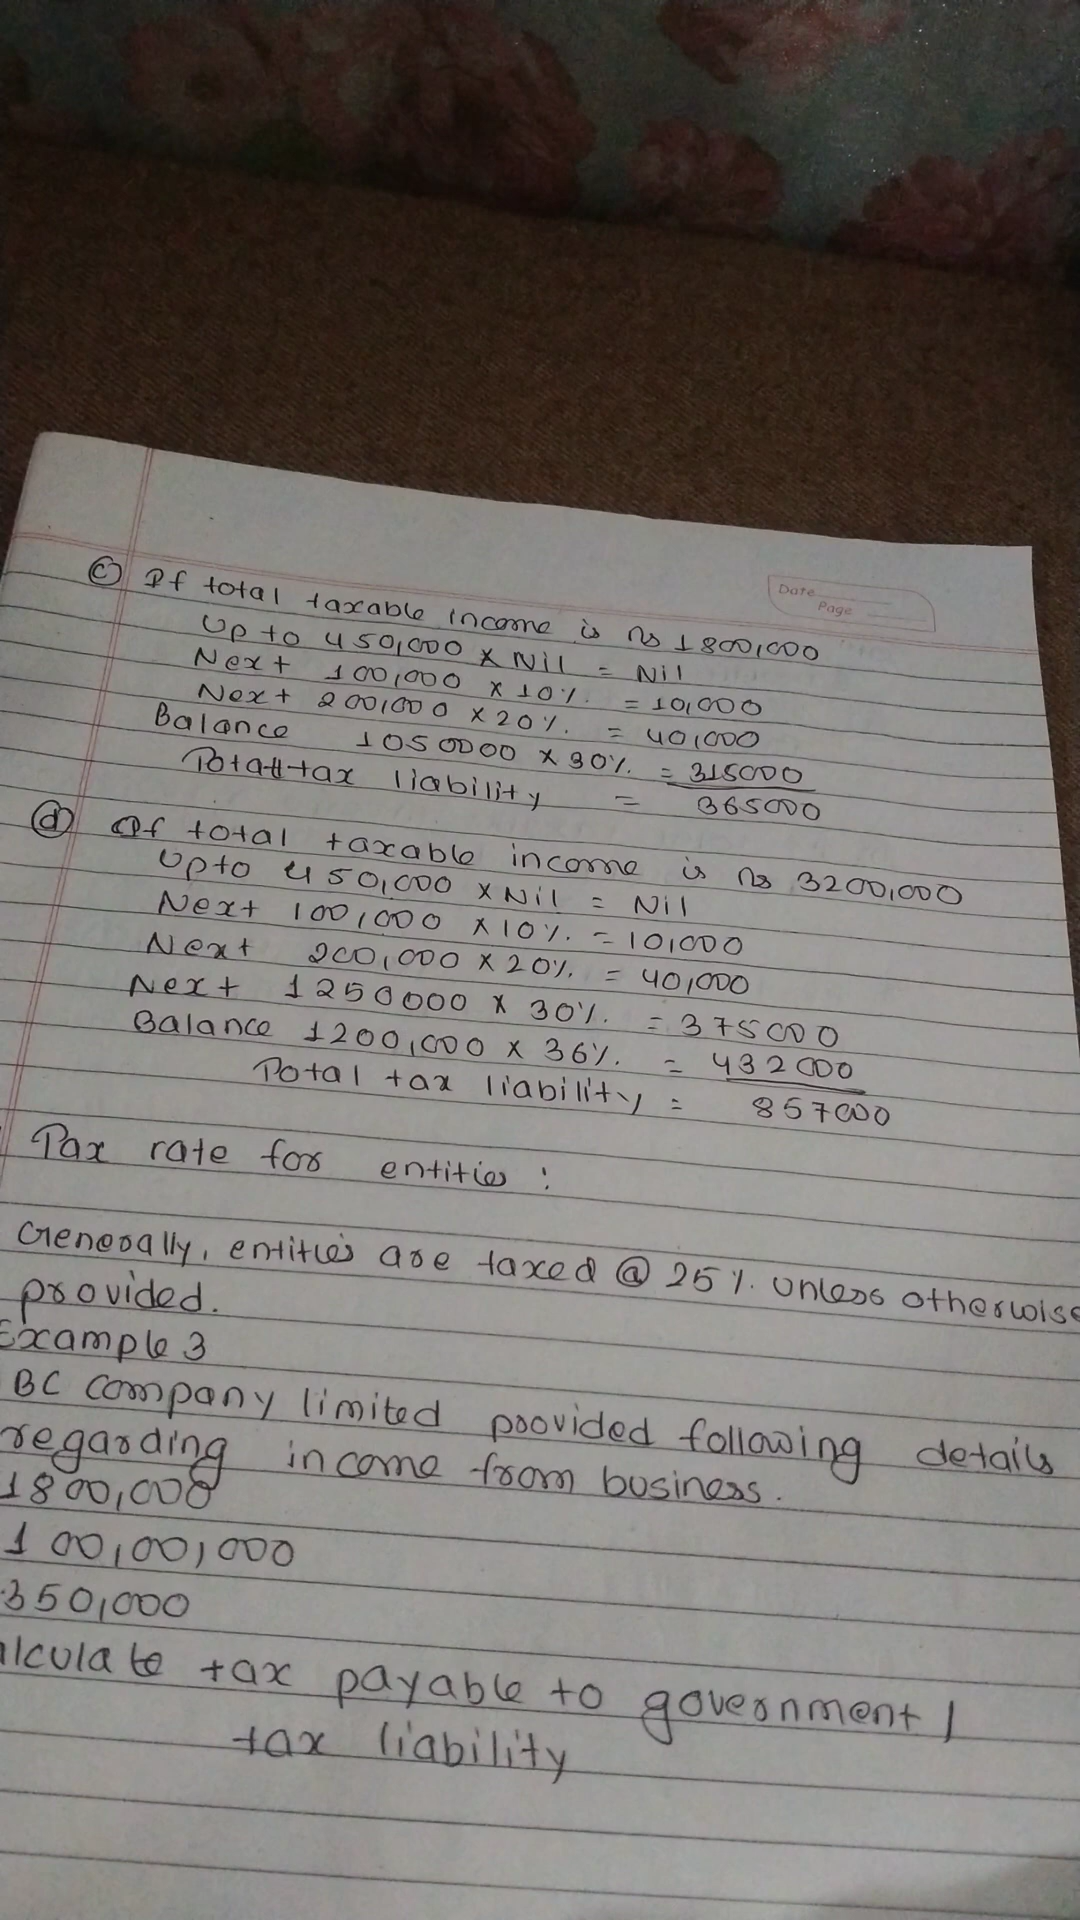 Date
Page
(c) If total taxable income is rs 1800,000
Up to 450,000 x Nil = Nil
Next 100,000 x 10% = 10,000
Next 200,000 x 20% = 40,000
Balance 1050000 x 30% = 315000
Total tax liability = 365000
(d) If total taxable income is rs 3200,000
Upto 450,000 x Nil = Nil
Next 100,000 x 10% = 10,000
Next 200,000 x 20% = 40,000
Next 1250000 x 30% = 375000
Balance 1200,000 x 36% = 432000
Total tax liability = 857000
Tax rate for entities :
Generally, entities are taxed @ 25% unless otherwise
provided.
Example 3
BC company limited provided following details
regarding income from business.
1800,000
100,00,000
350,000
alculate tax payable to government /
tax liability